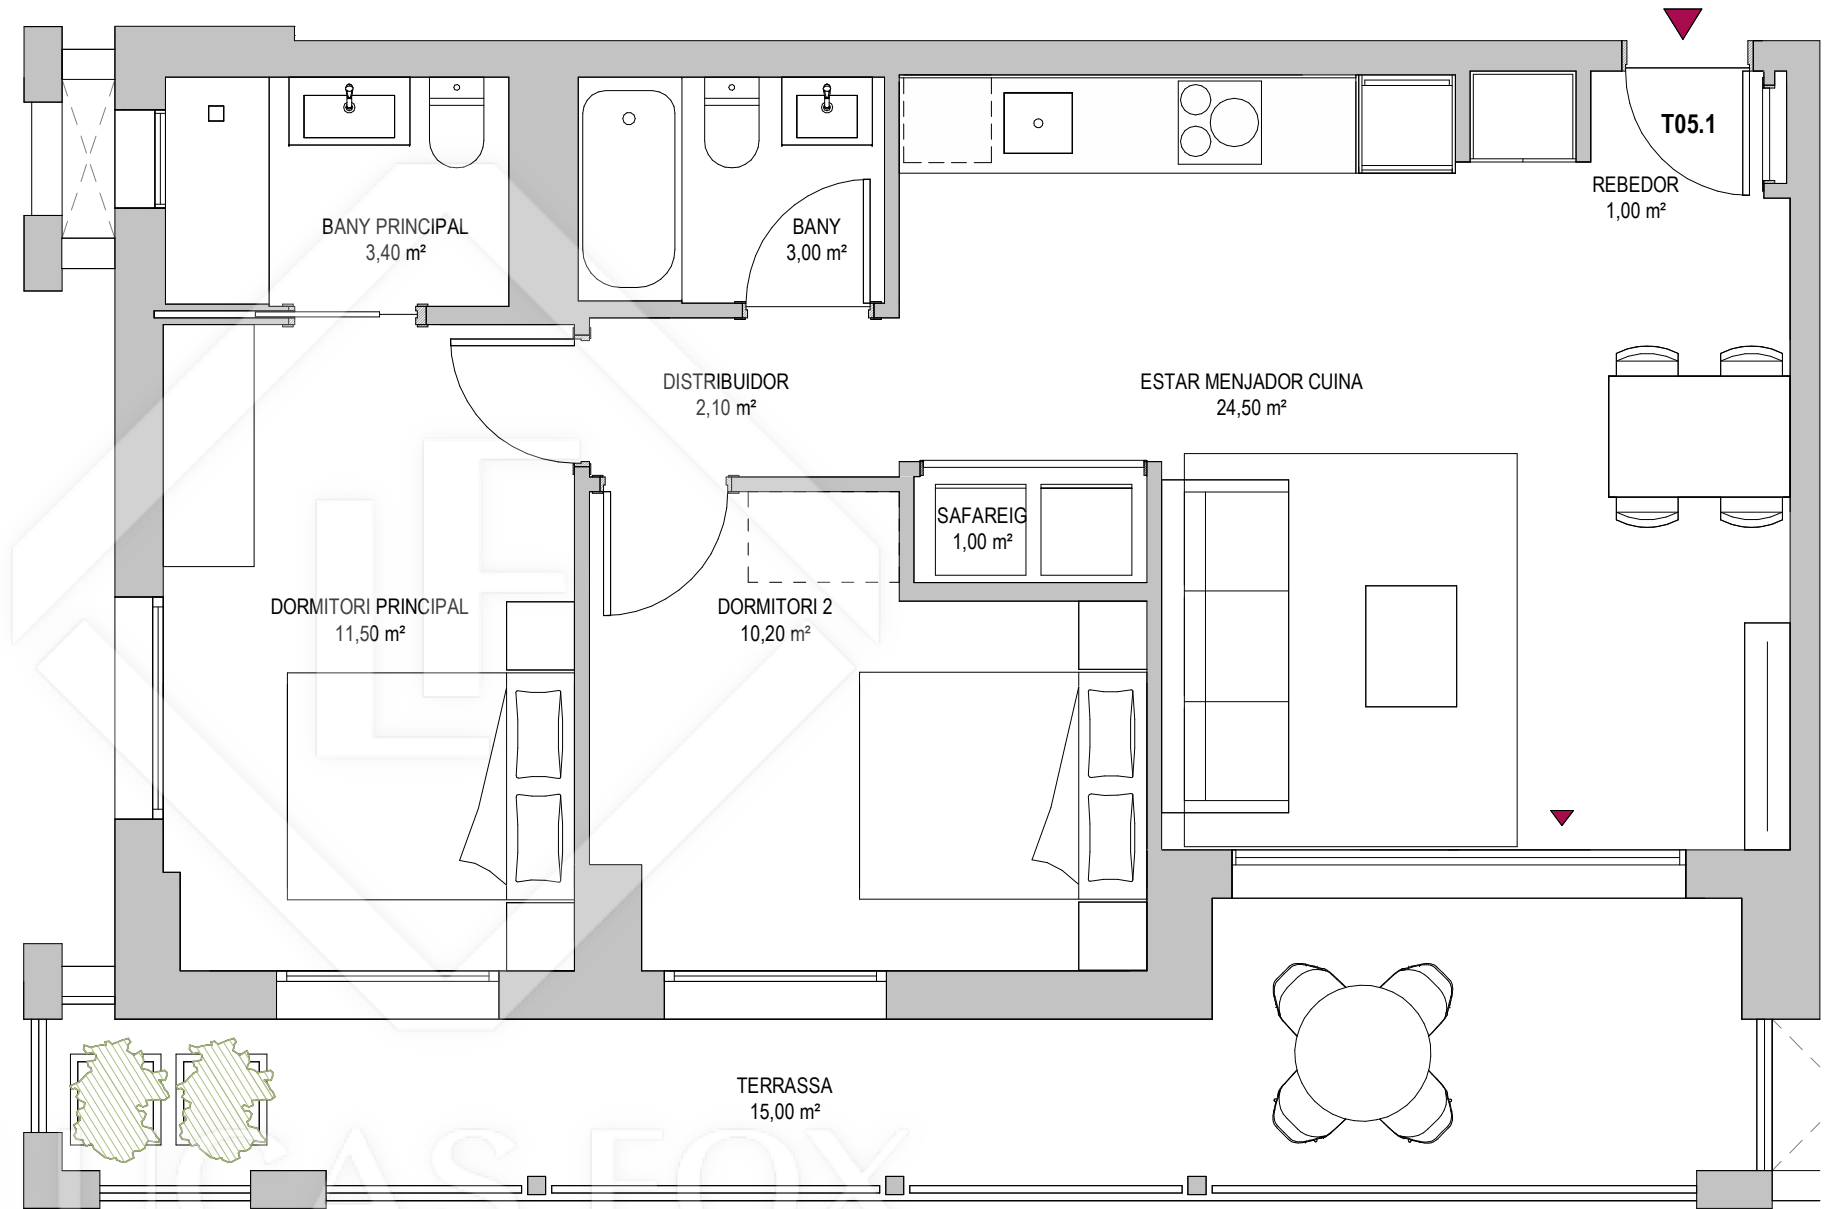 T05.1
REBEDOR
1,00 m²
BANY PRINCIPAL
3,40 m²
BANY
3,00 m²
DISTRIBUIDOR
2,10 m²
ESTAR MENJADOR CUINA
24,50 m²
SAFAREIG
1,00 m²
DORMITORI PRINCIPAL
11,50 m²
DORMITORI 2
10,20 m²
TERRASSA
15,00 m²
LUCAS FOX